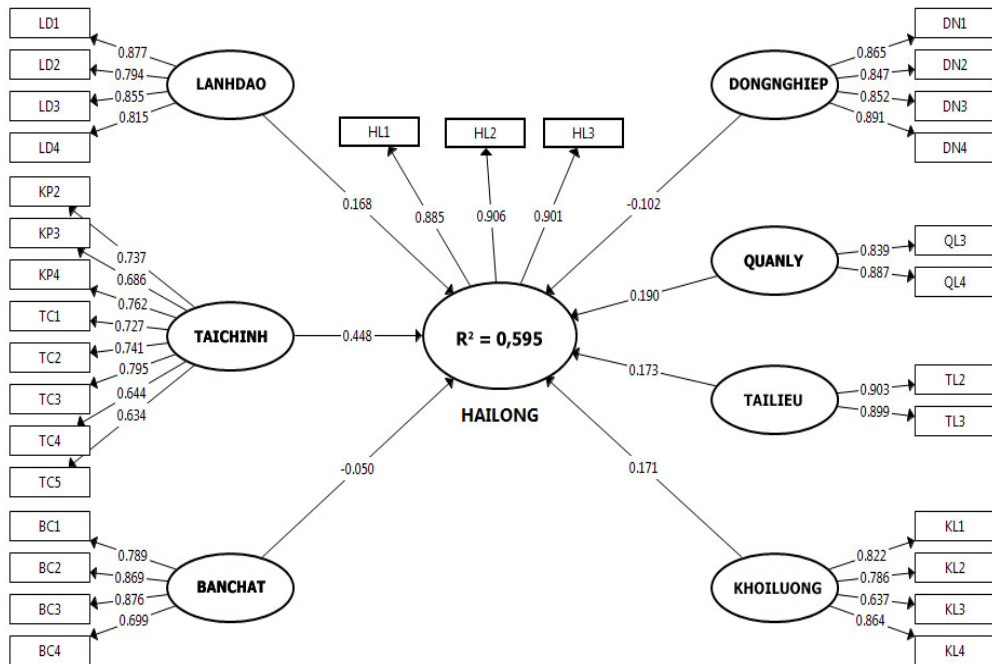 LD1
LD2
LD3
LD4
0.877
0.794
0.855
0.815
LANHDAO
0.168
KP2
KP3
KP4
TC1
TC2
TC3
TC4
TC5
0.737
0.686
0.762
0.727
0.741
0.795
0.644
0.634
TAICHINH
0.448
BC1
BC2
BC3
BC4
0.789
0.869
0.876
0.699
BANCHAT
-0.050
HL1
HL2
HL3
0.885
0.906
0.901
R² = 0,595
HAILONG
DONGNGHIEP
0.865
0.847
0.852
0.891
DN1
DN2
DN3
DN4
-0.102
QUANLY
0.839
0.887
QL3
QL4
0.190
TAILIEU
0.903
0.899
TL2
TL3
0.173
KHOILUONG
0.822
0.786
0.637
0.864
KL1
KL2
KL3
KL4
0.171